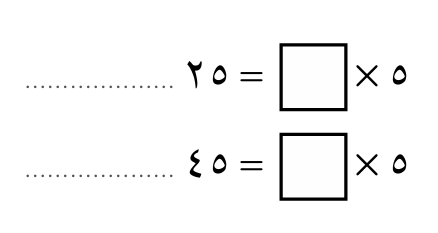 ٥ × □ = ٢٥ ....................
٥ × □ = ٤٥ ....................